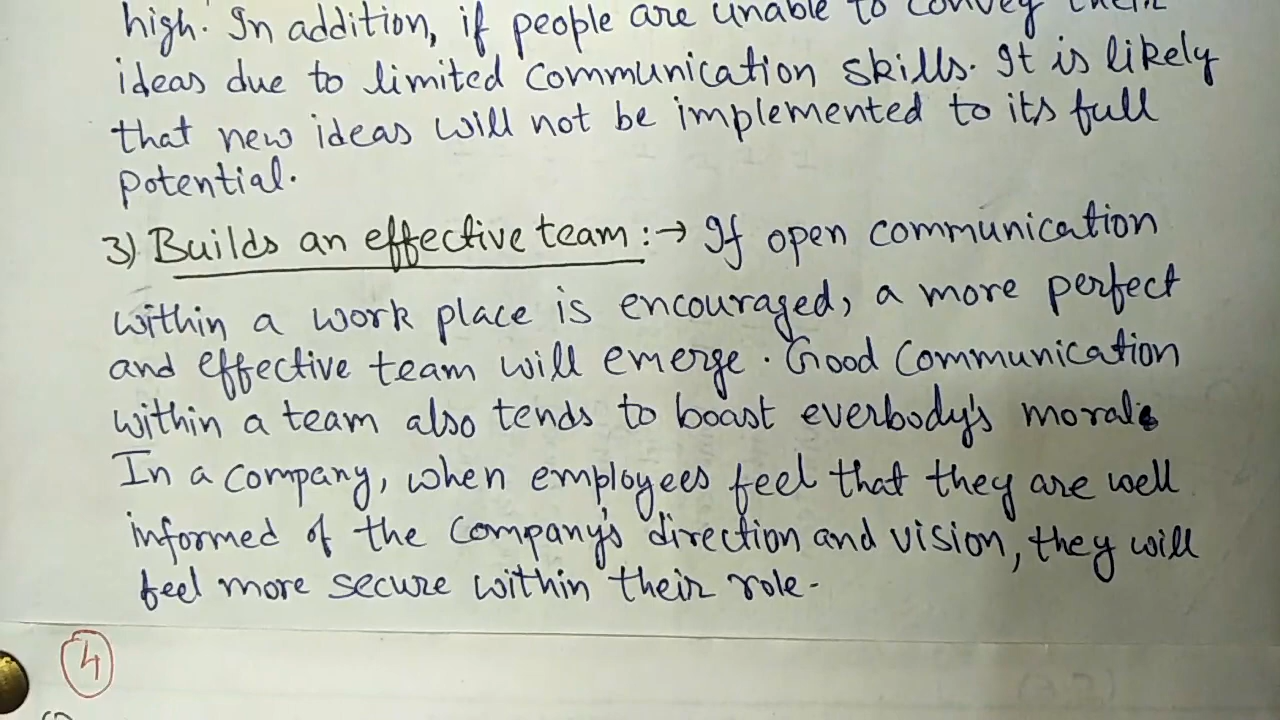 high. In addition, if people are unable to convey their
ideas due to limited communication skills. It is likely
that new ideas will not be implemented to its full
potential.
3) Builds an effective team :→ If open communication
within a work place is encouraged, a more perfect
and effective team will emerge. Good Communication
within a team also tends to boast everbody's morale
In a company, when employees feel that they are well
informed of the Company's direction and vision, they will
feel more secure within their role.
4